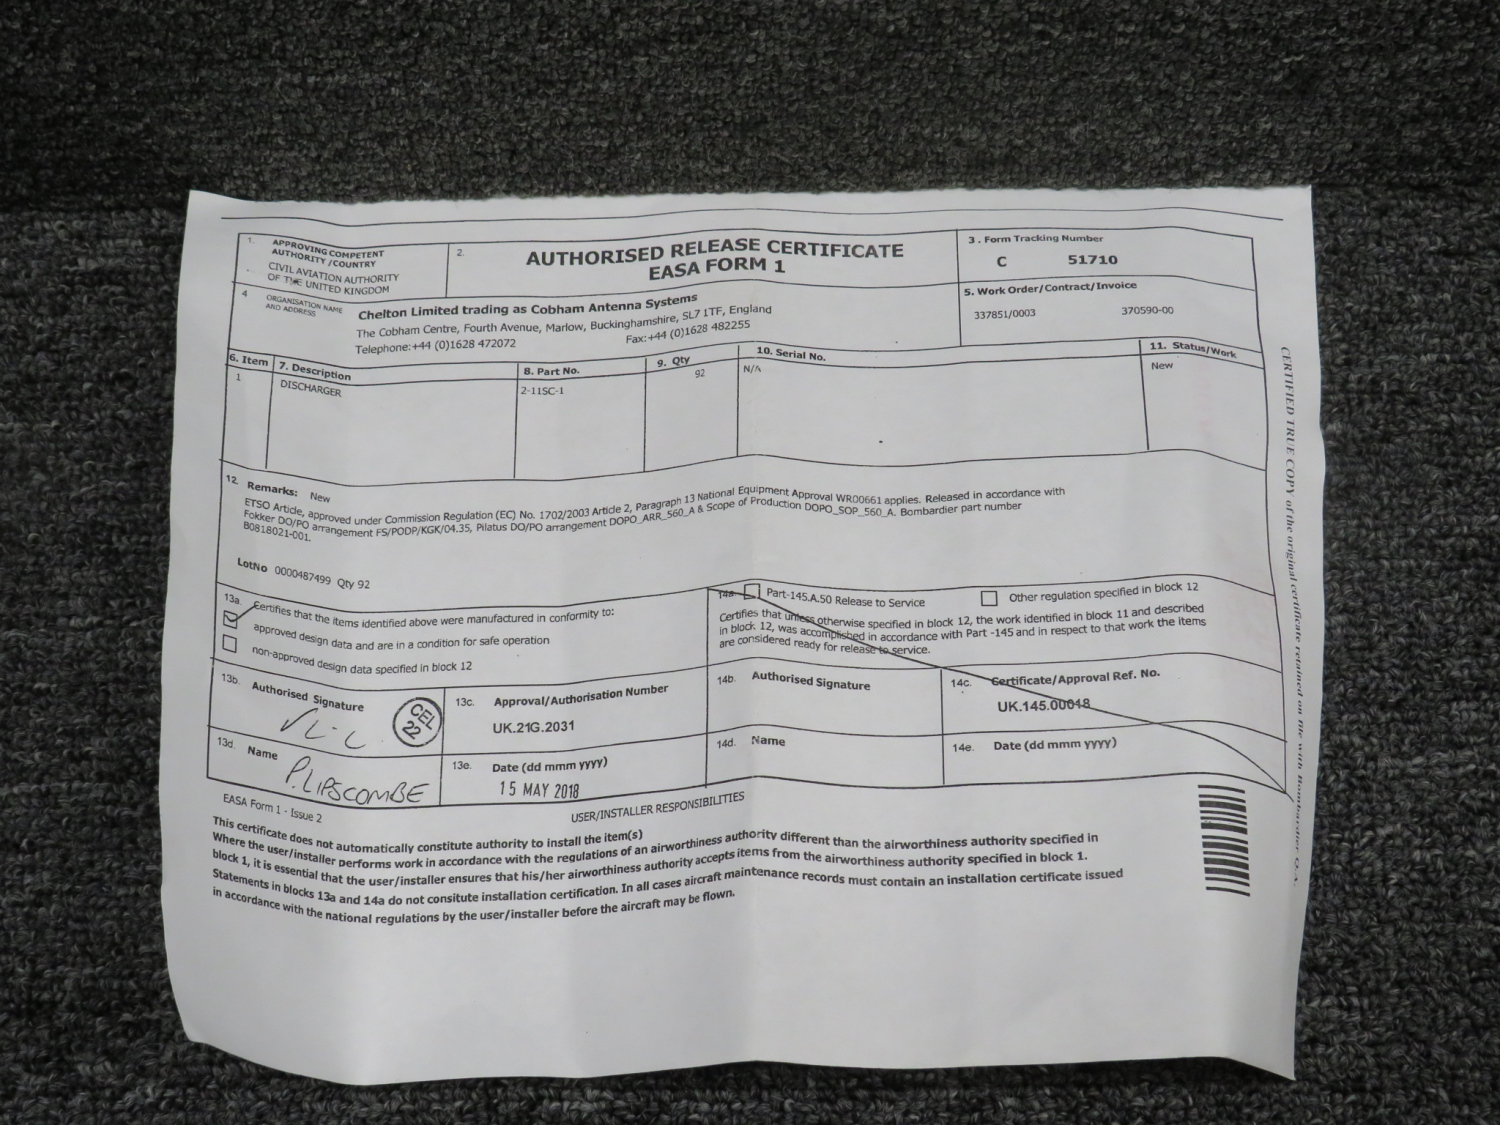 1. APPROVING COMPETENT
AUTHORITY /COUNTRY
CIVIL AVIATION AUTHORITY
OF THE UNITED KINGDOM
2.
AUTHORISED RELEASE CERTIFICATE
EASA FORM 1
3 . Form Tracking Number
C 51710
4 ORGANISATION NAME
AND ADDRESS
Chelton Limited trading as Cobham Antenna Systems
The Cobham Centre, Fourth Avenue, Marlow, Buckinghamshire, SL7 1TF, England
Telephone:+44 (0)1628 472072 Fax:+44 (0)1628 482255
5. Work Order/Contract/Invoice
337851/0003 370590-00
6. Item 7. Description 8. Part No. 9. Qty 10. Serial No. 11. Status/Work
1 DISCHARGER 2-11SC-1 92 N/A New
12. Remarks: New
ETSO Article, approved under Commission Regulation (EC) No. 1702/2003 Article 2, Paragraph 13 National Equipment Approval WR00661 applies. Released in accordance with
Fokker DO/PO arrangement FS/PODP/KGK/04.35, Pilatus DO/PO arrangement DOPO_ARR_560_A & Scope of Production DOPO_SOP_560_A. Bombardier part number
B0818021-001.
LotNo 0000487499 Qty 92
13a. Certifies that the items identified above were manufactured in conformity to:
approved design data and are in a condition for safe operation
non-approved design data specified in block 12
14a. Part-145.A.50 Release to Service Other regulation specified in block 12
Certifies that unless otherwise specified in block 12, the work identified in block 11 and described
in block 12, was accomplished in accordance with Part -145 and in respect to that work the items
are considered ready for release to service.
13b. Authorised Signature
CEL
22
13c. Approval/Authorisation Number
UK.21G.2031
14b. Authorised Signature
14c. Certificate/Approval Ref. No.
UK.145.00018
13d. Name
P. LIPSCOMBE
13e. Date (dd mmm yyyy)
15 MAY 2018
14d. Name
14e. Date (dd mmm yyyy)
EASA Form 1 - Issue 2
USER/INSTALLER RESPONSIBILITIES
This certificate does not automatically constitute authority to install the item(s)
Where the user/installer performs work in accordance with the regulations of an airworthiness authority different than the airworthiness authority specified in
block 1, it is essential that the user/installer ensures that his/her airworthiness authority accepts items from the airworthiness authority specified in block 1.
Statements in blocks 13a and 14a do not consitute installation certification. In all cases aircraft maintenance records must contain an installation certificate issued
in accordance with the national regulations by the user/installer before the aircraft may be flown.
CERTIFIED TRUE COPY of the original certificate retained on file with Bombardier Q.A.